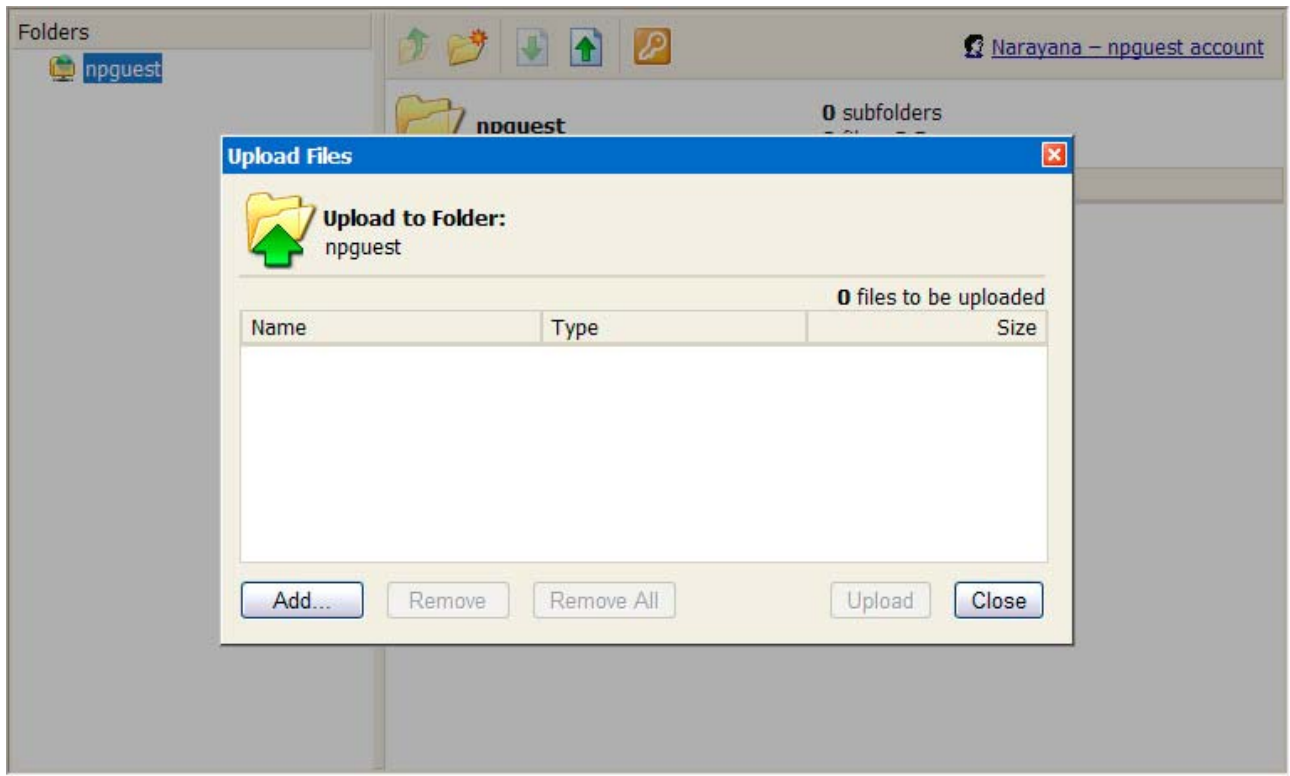 Folders
npguest
Narayana – npguest account
npguest
0 subfolders
Upload Files
Upload to Folder:
npguest
0 files to be uploaded
Name Type Size
Add... Remove Remove All Upload Close